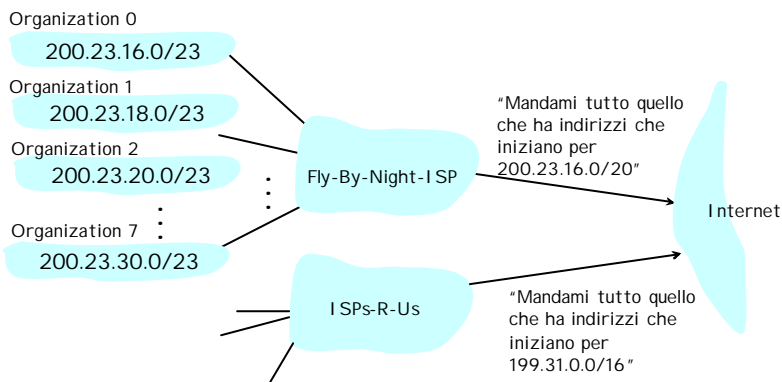 Organization 0
200.23.16.0/23
Organization 1
200.23.18.0/23
Organization 2
200.23.20.0/23
Organization 7
200.23.30.0/23
Fly-By-Night-ISP
"Mandami tutto quello
che ha indirizzi che
iniziano per
200.23.16.0/20"
Internet
ISPs-R-Us
"Mandami tutto quello
che ha indirizzi che
iniziano per
199.31.0.0/16"